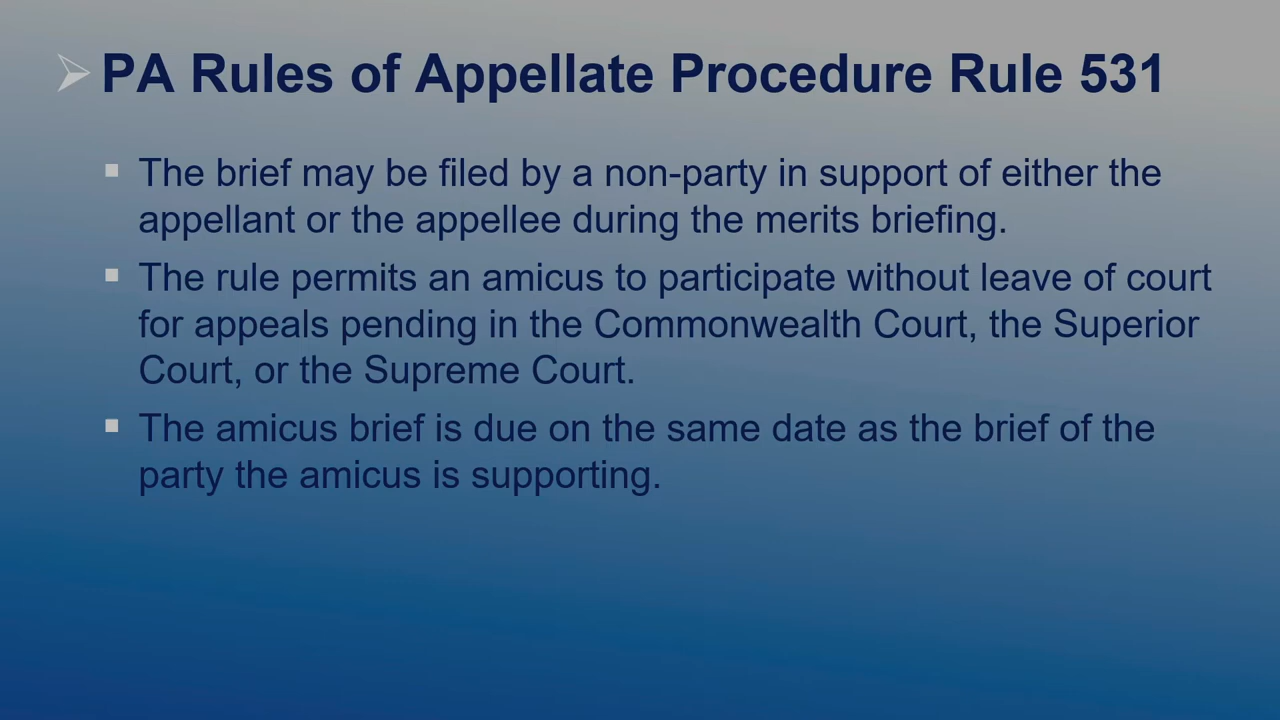 PA Rules of Appellate Procedure Rule 531
The brief may be filed by a non-party in support of either the
appellant or the appellee during the merits briefing.
The rule permits an amicus to participate without leave of court
for appeals pending in the Commonwealth Court, the Superior
Court, or the Supreme Court.
The amicus brief is due on the same date as the brief of the
party the amicus is supporting.